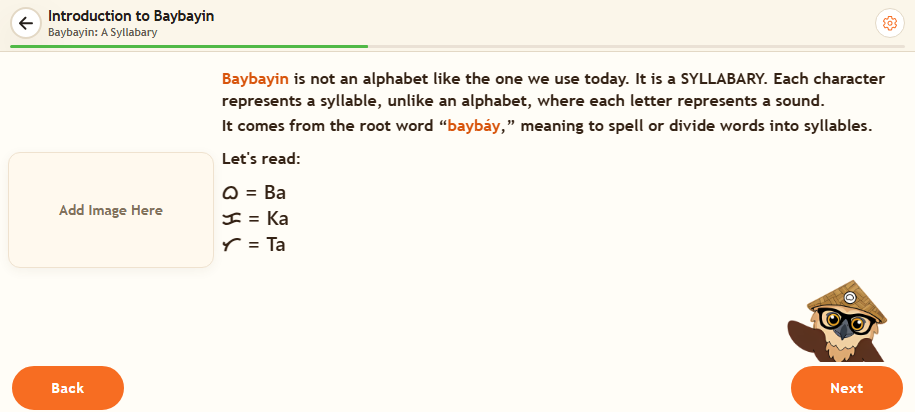 Introduction to Baybayin
Baybayin: A Syllabary
Baybayin is not an alphabet like the one we use today. It is a SYLLABARY. Each character
represents a syllable, unlike an alphabet, where each letter represents a sound.
It comes from the root word “baybáy,” meaning to spell or divide words into syllables.
Let's read:
ᜊ = Ba
ᜃ = Ka
ᜆ = Ta
Add Image Here
Back
Next